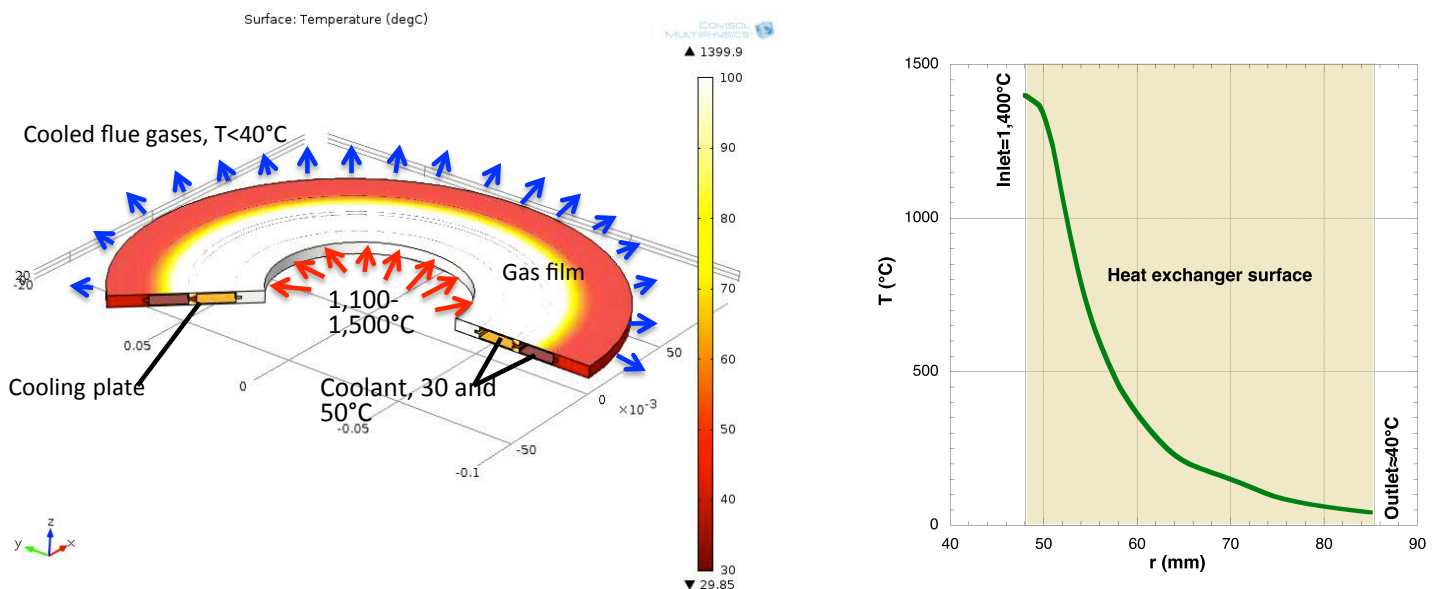 Surface: Temperature (degC)
COMSOL
MULTIPHYSICS
▲ 1399.9
100
90
80
70
60
50
40
30
▼ 29.85
Cooled flue gases, T<40°C
-20
Gas film
1,100-
1,500°C
0.05
50
Cooling plate
0
Coolant, 30 and
50°C
0
×10⁻³
-0.05
-50
-0.1
z
y
x
1500
1000
500
0
T (°C)
Inlet=1,400°C
Heat exchanger surface
Outlet≈40°C
40
50
60
70
80
90
r (mm)